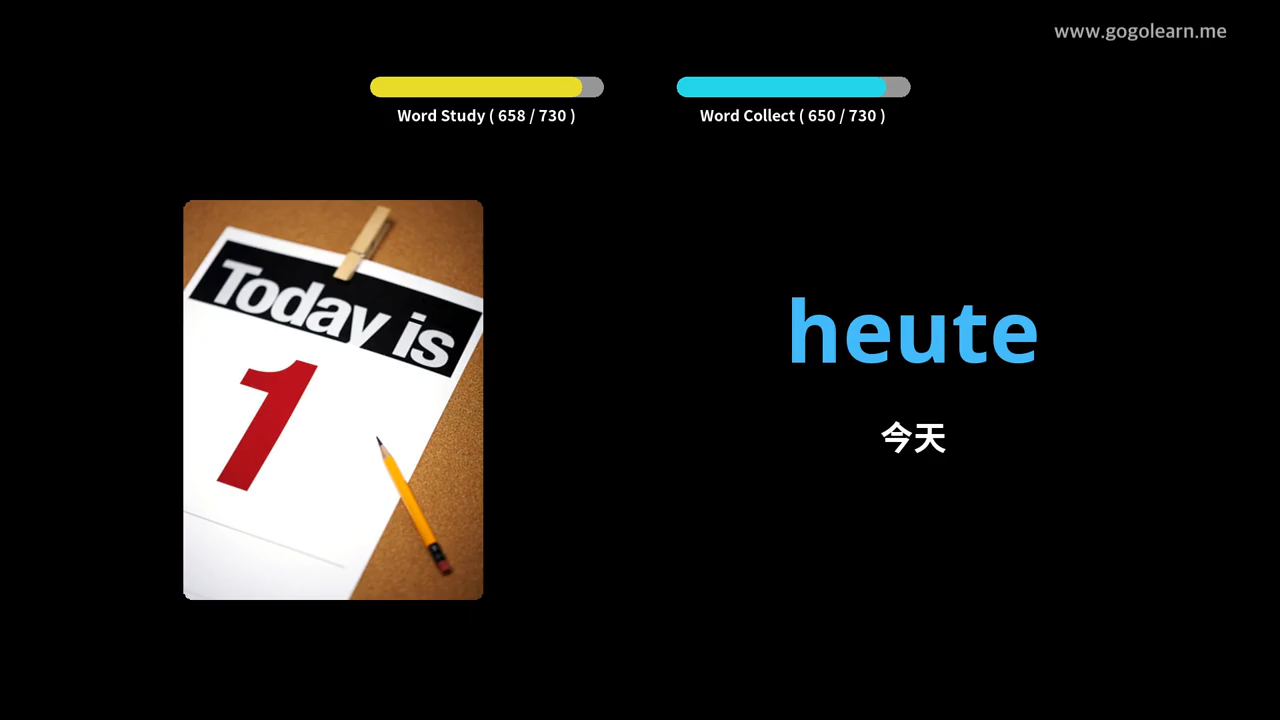 www.gogolearn.me
Word Study ( 658 / 730 )
Word Collect ( 650 / 730 )
Today is
1
heute
今天